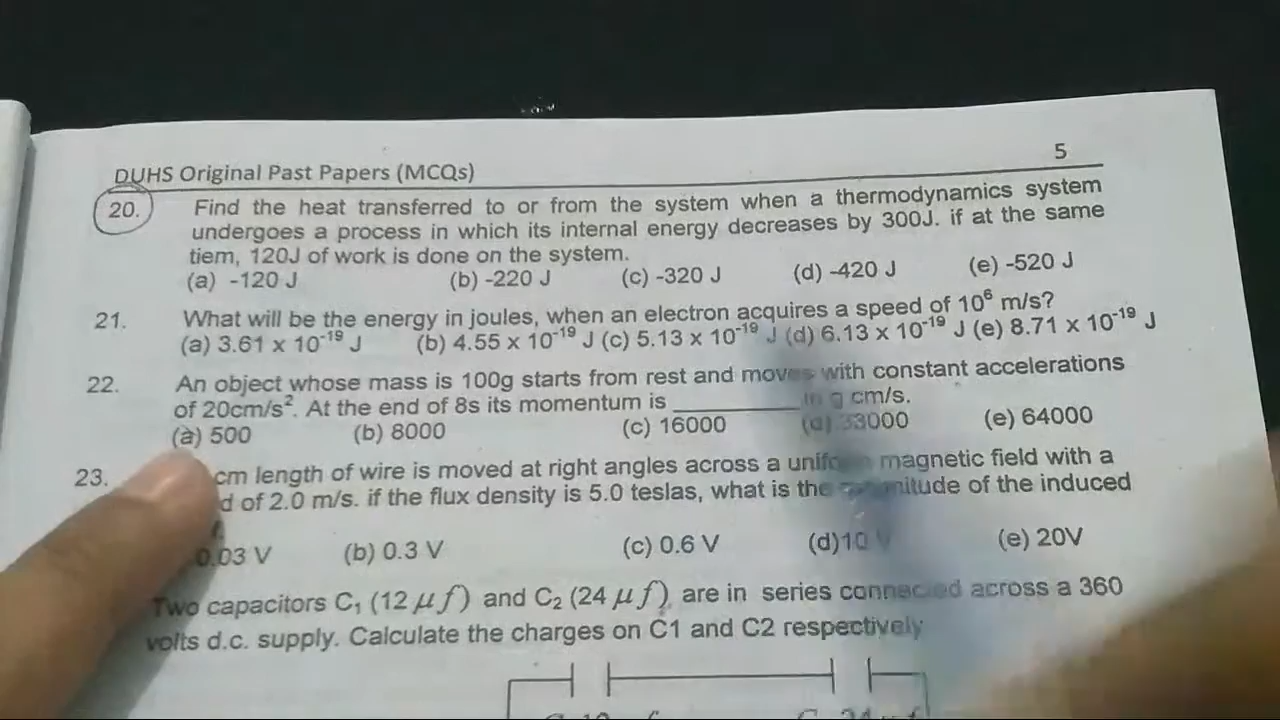 5
DUHS Original Past Papers (MCQs)
20. Find the heat transferred to or from the system when a thermodynamics system
undergoes a process in which its internal energy decreases by 300J. if at the same
tiem, 120J of work is done on the system.
(a) -120 J (b) -220 J (c) -320 J (d) -420 J (e) -520 J
21. What will be the energy in joules, when an electron acquires a speed of 10⁶ m/s?
(a) 3.61 x 10⁻¹⁹ J (b) 4.55 x 10⁻¹⁹ J (c) 5.13 x 10⁻¹⁹ J (d) 6.13 x 10⁻¹⁹ J (e) 8.71 x 10⁻¹⁹ J
22. An object whose mass is 100g starts from rest and moves with constant accelerations
of 20cm/s². At the end of 8s its momentum is __________ in g cm/s.
(a) 500 (b) 8000 (c) 16000 (d) 33000 (e) 64000
23. cm length of wire is moved at right angles across a uniform magnetic field with a
of 2.0 m/s. if the flux density is 5.0 teslas, what is the magnitude of the induced
0.03 V (b) 0.3 V (c) 0.6 V (d)10 V (e) 20V
Two capacitors C₁ (12 μf) and C₂ (24 μf) are in series connected across a 360
volts d.c. supply. Calculate the charges on C1 and C2 respectively